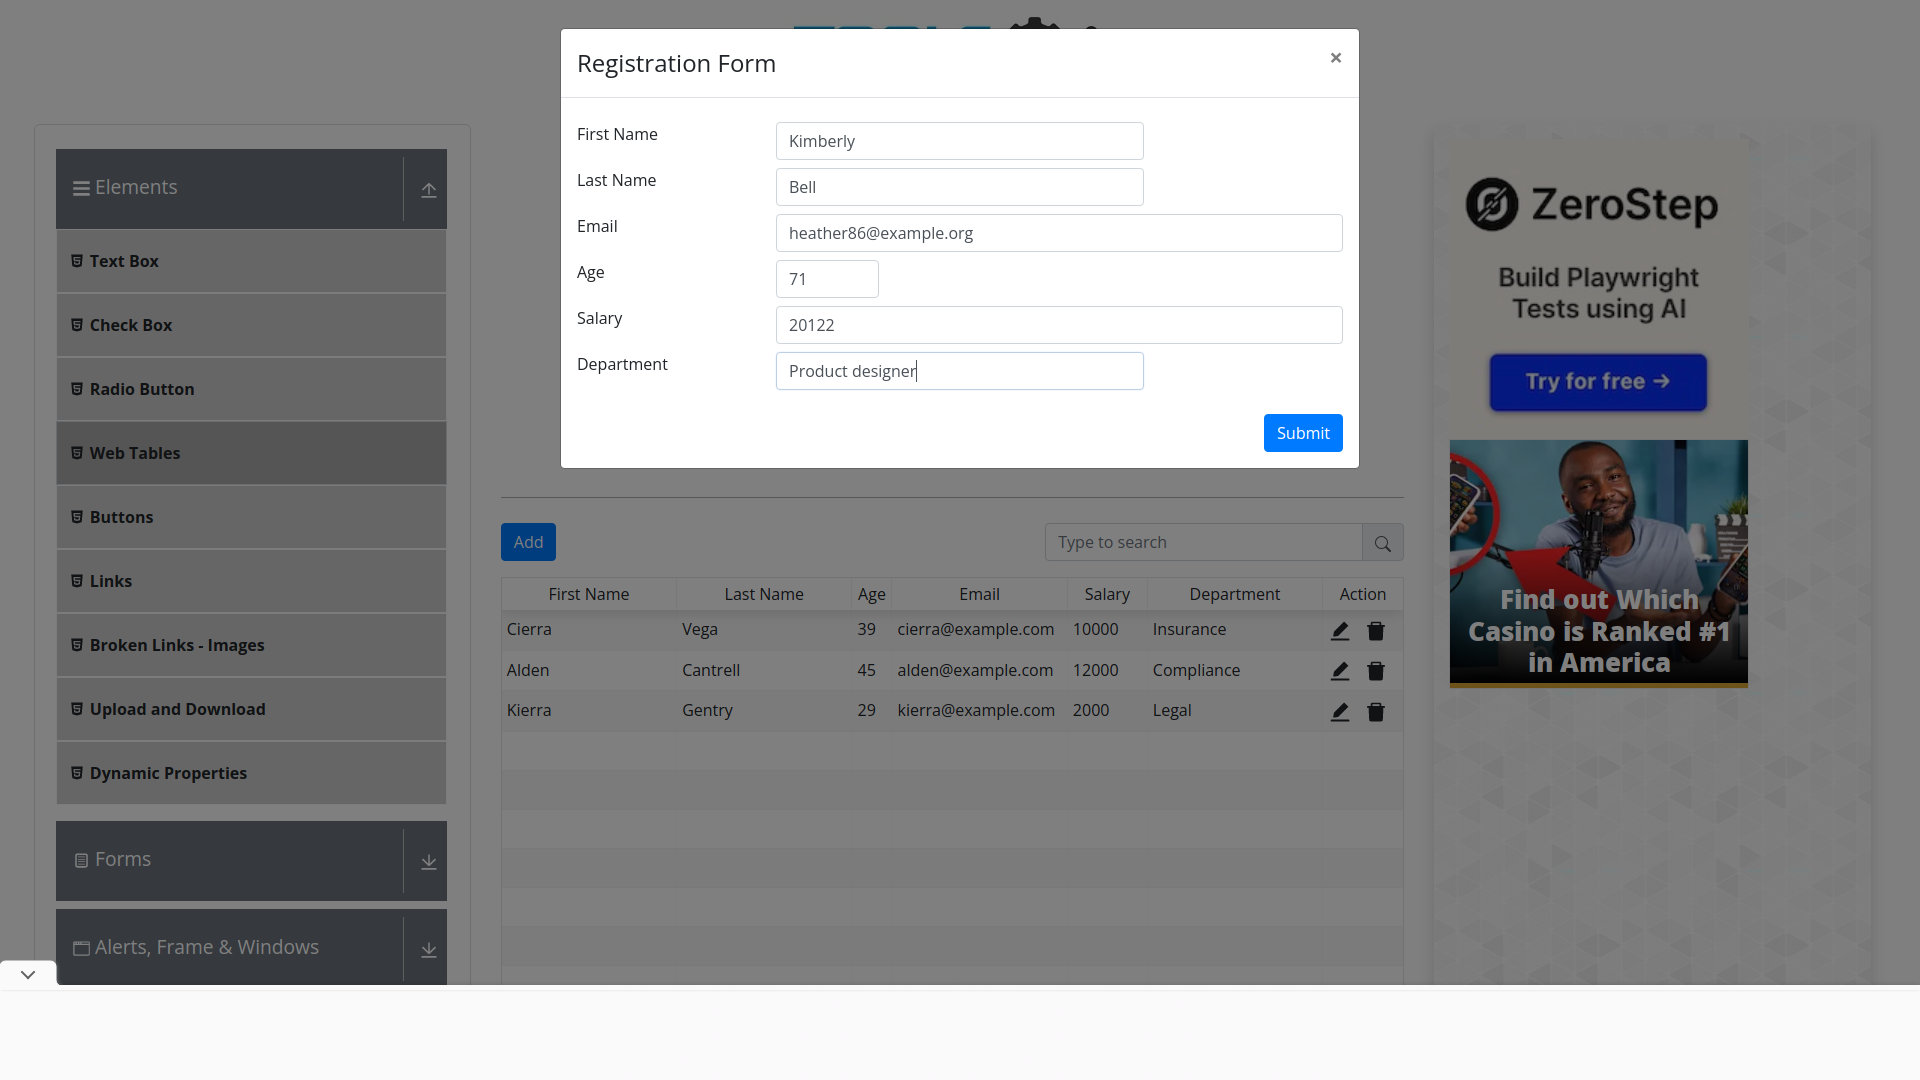 Registration Form
×
First Name
Kimberly
Last Name
Bell
Email
heather86@example.org
Age
71
Salary
20122
Department
Product designer
Submit
Elements
Text Box
Check Box
Radio Button
Web Tables
Buttons
Links
Broken Links - Images
Upload and Download
Dynamic Properties
Forms
Alerts, Frame & Windows
Add
Type to search
First Name Last Name Age Email Salary Department Action
Cierra Vega 39 cierra@example.com 10000 Insurance
Alden Cantrell 45 alden@example.com 12000 Compliance
Kierra Gentry 29 kierra@example.com 2000 Legal
ZeroStep
Build Playwright
Tests using AI
Try for free →
Find out Which
Casino is Ranked #1
in America